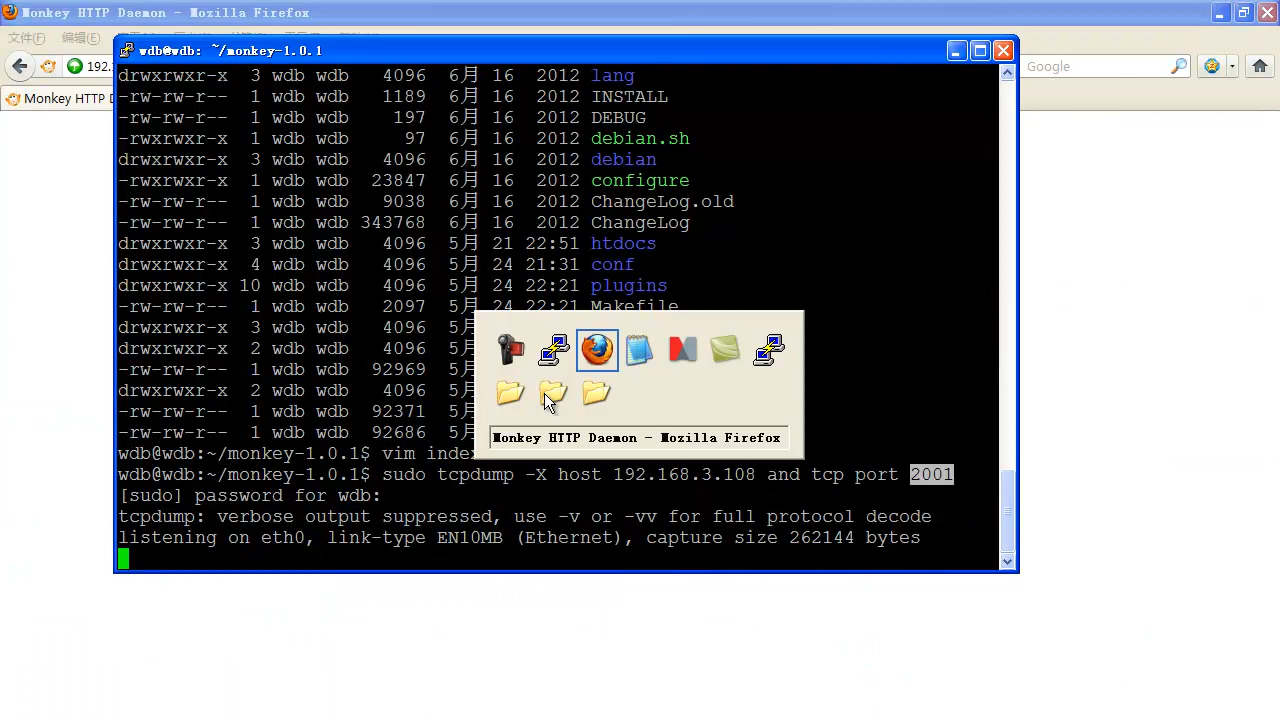 Monkey HTTP Daemon - Mozilla Firefox
文件(F) 编辑(E)
192.
Google
Monkey HTTP D
wdb@wdb: ~/monkey-1.0.1
drwxrwxr-x 3 wdb wdb 4096 6月 16 2012 lang
-rw-rw-r-- 1 wdb wdb 1189 6月 16 2012 INSTALL
-rw-rw-r-- 1 wdb wdb 197 6月 16 2012 DEBUG
-rwxrwxr-x 1 wdb wdb 97 6月 16 2012 debian.sh
drwxrwxr-x 3 wdb wdb 4096 6月 16 2012 debian
-rwxrwxr-x 1 wdb wdb 23847 6月 16 2012 configure
-rw-rw-r-- 1 wdb wdb 9038 6月 16 2012 ChangeLog.old
-rw-rw-r-- 1 wdb wdb 343768 6月 16 2012 ChangeLog
drwxrwxr-x 3 wdb wdb 4096 5月 21 22:51 htdocs
drwxrwxr-x 4 wdb wdb 4096 5月 24 21:31 conf
drwxrwxr-x 10 wdb wdb 4096 5月 24 22:21 plugins
-rw-rw-r-- 1 wdb wdb 2097 5月 24 22:21 Makefile
drwxrwxr-x 3 wdb wdb 4096 5月
drwxrwxr-x 2 wdb wdb 4096 5月
-rw-rw-r-- 1 wdb wdb 92969 5月
drwxrwxr-x 2 wdb wdb 4096 5月
-rw-rw-r-- 1 wdb wdb 92371 5月
-rw-rw-r-- 1 wdb wdb 92686 5月
Monkey HTTP Daemon - Mozilla Firefox
wdb@wdb:~/monkey-1.0.1$ vim index
wdb@wdb:~/monkey-1.0.1$ sudo tcpdump -X host 192.168.3.108 and tcp port 2001
[sudo] password for wdb:
tcpdump: verbose output suppressed, use -v or -vv for full protocol decode
listening on eth0, link-type EN10MB (Ethernet), capture size 262144 bytes